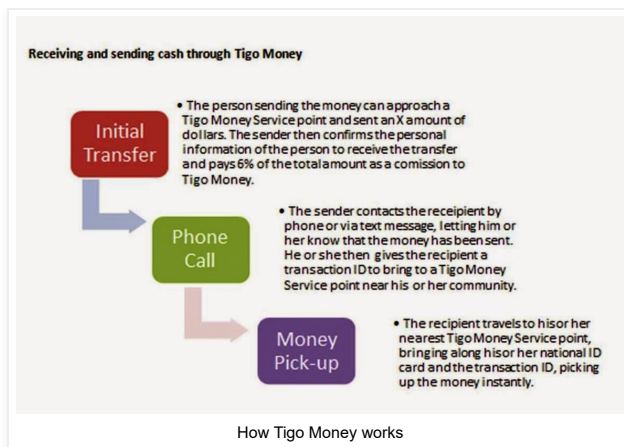 Receiving and sending cash through Tigo Money
Initial
Transfer
• The person sending the money can approach a
Tigo Money Service point and sent an X amount of
dollars. The sender then confirms the personal
information of the person to receive the transfer
and pays 6% of the total amount as a comission to
Tigo Money.
Phone
Call
• The sender contacts the receipient by
phone or via text message, letting him or
her know that the money has been sent.
He or she then gives the recipient a
transaction ID to bring to a Tigo Money
Service point near his or her community.
Money
Pick-up
• The recipient travels to hisor her
nearest Tigo Money Service point,
bringing along hisor her national ID
card and the transaction ID, picking
up the money instantly.
How Tigo Money works